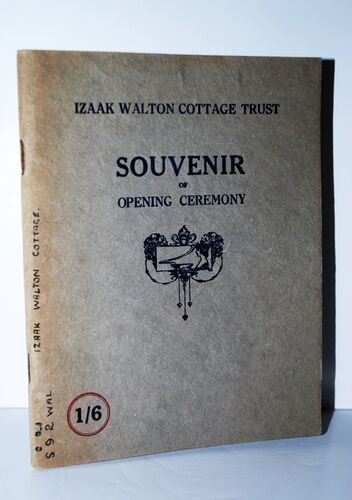 IZAAK WALTON COTTAGE TRUST
SOUVENIR
OF
OPENING CEREMONY
1/6
IZAAK WALTON COTTAGE.
S92 WAL